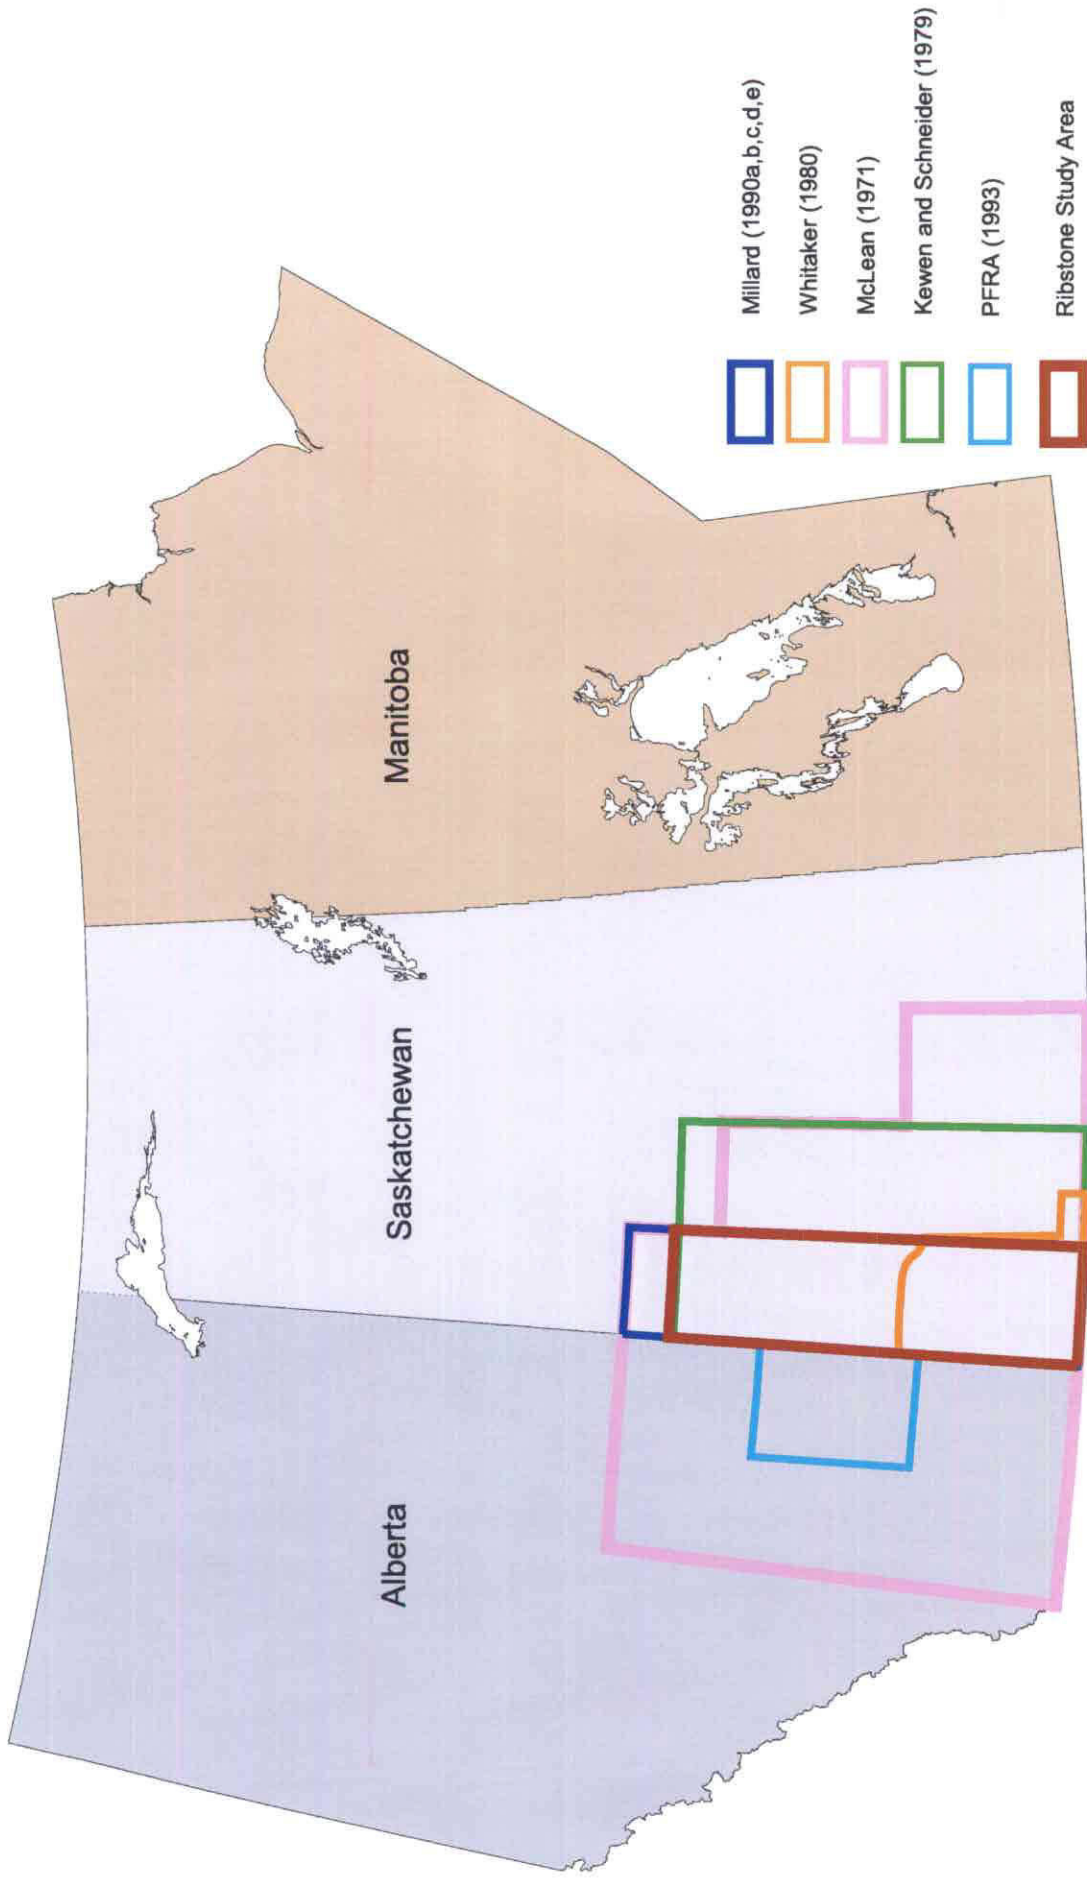 Alberta
Saskatchewan
Manitoba
Millard (1990a,b,c,d,e)
Whitaker (1980)
McLean (1971)
Kewen and Schneider (1979)
PFRA (1993)
Ribstone Study Area